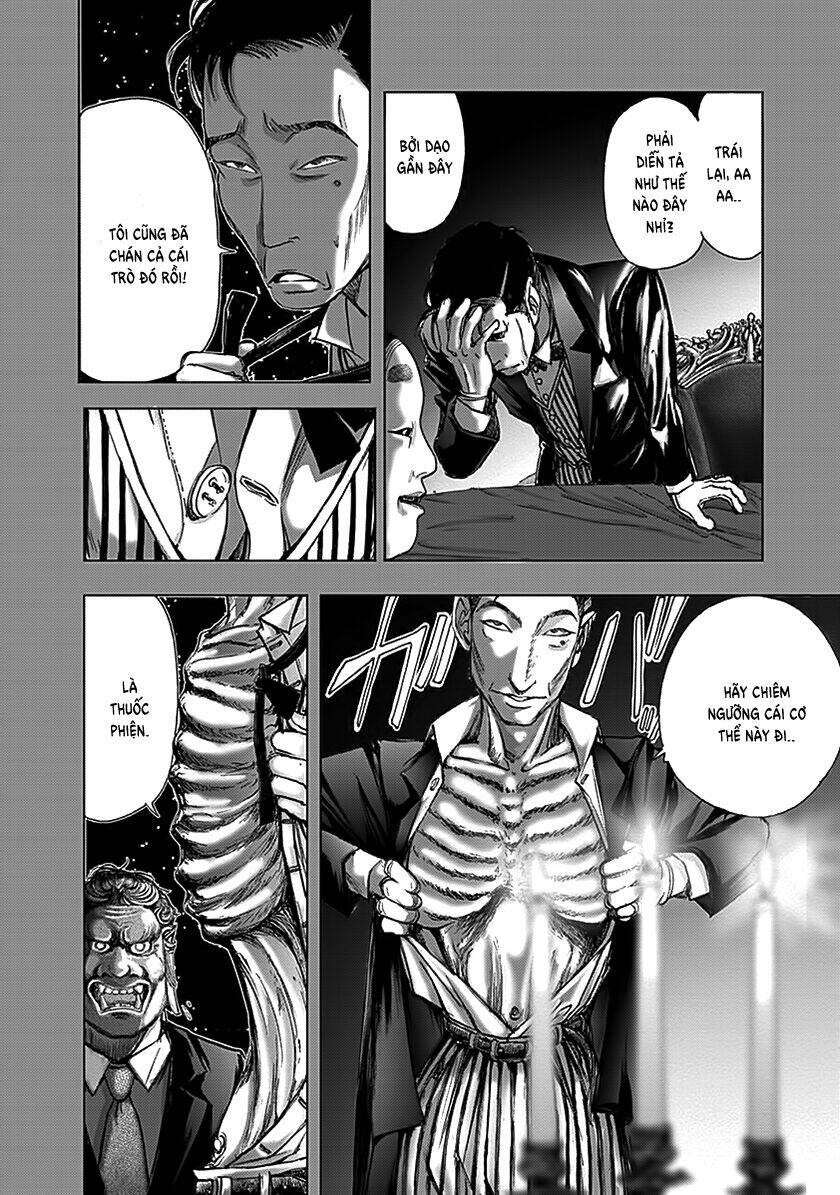 TRÁI
LẠI, AA
AA..
PHẢI
DIỄN TẢ
NHƯ THẾ
NÀO ĐÂY
NHỈ?
BỞI DẠO
GẦN ĐÂY
TÔI CŨNG ĐÃ
CHÁN CẢ CÁI
TRÒ ĐÓ RỒI!
HÃY CHIÊM
NGƯỠNG CÁI CƠ
THỂ NÀY ĐI..
LÀ
THUỐC
PHIỆN.